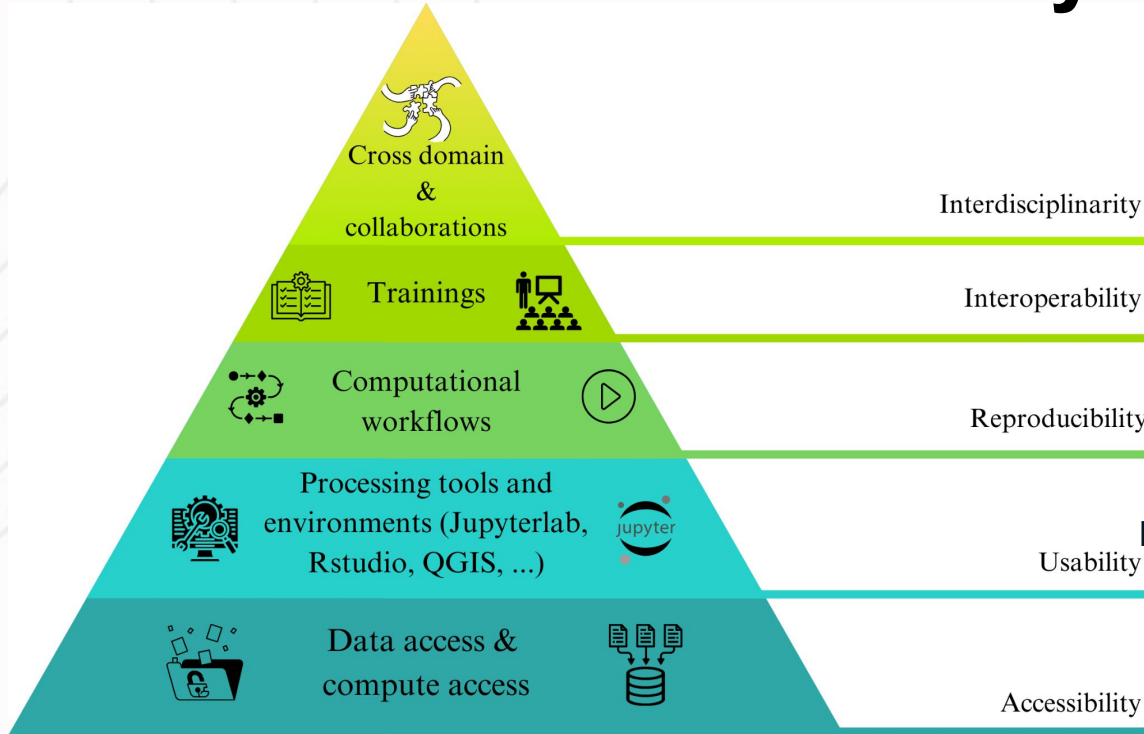 y
Cross domain
&
collaborations
Interdisciplinarity
Trainings
Interoperability
Computational
workflows
Reproducibility
Processing tools and
environments (Jupyterlab,
Rstudio, QGIS, ...)
jupyter
Usability
Data access &
compute access
Accessibility